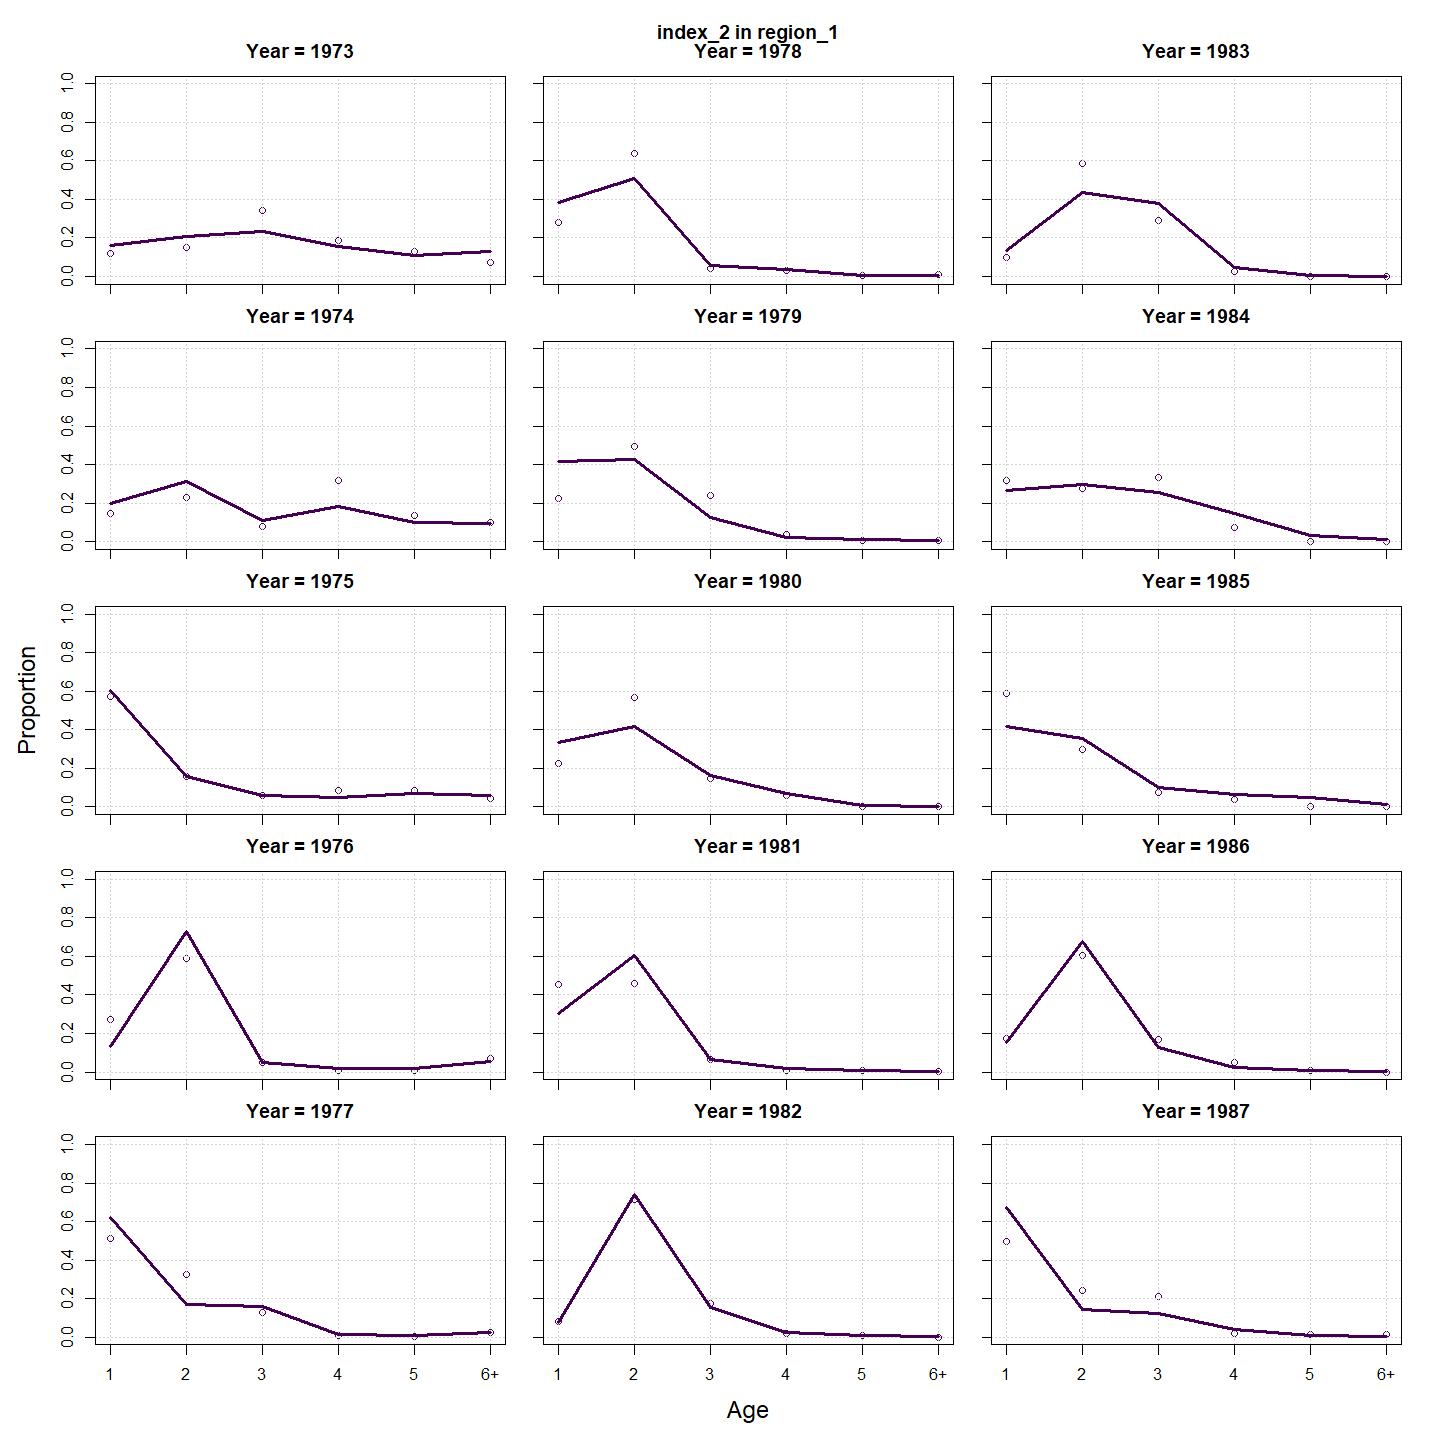 index_2 in region_1
Year = 1973
Year = 1978
Year = 1983
0.0 0.2 0.4 0.6 0.8 1.0
Year = 1974
Year = 1979
Year = 1984
0.0 0.2 0.4 0.6 0.8 1.0
Year = 1975
Year = 1980
Year = 1985
0.0 0.2 0.4 0.6 0.8 1.0
Proportion
Year = 1976
Year = 1981
Year = 1986
0.0 0.2 0.4 0.6 0.8 1.0
Year = 1977
Year = 1982
Year = 1987
0.0 0.2 0.4 0.6 0.8 1.0
1 2 3 4 5 6+
1 2 3 4 5 6+
1 2 3 4 5 6+
Age